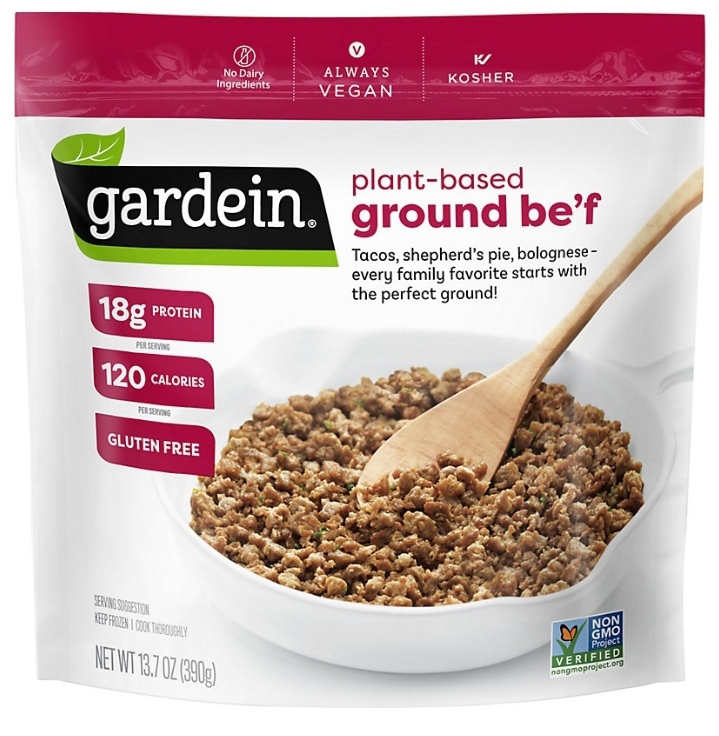 No Dairy
Ingredients
V
ALWAYS
VEGAN
KV
KOSHER
gardein®
plant-based
ground be'f
Tacos, shepherd's pie, bolognese-
every family favorite starts with
the perfect ground!
18g PROTEIN
PER SERVING
120 CALORIES
PER SERVING
GLUTEN FREE
SERVING SUGGESTION
KEEP FROZEN | COOK THOROUGHLY
NET WT 13.7 OZ (390g)
NON
GMO
Project
VERIFIED
nongmoproject.org